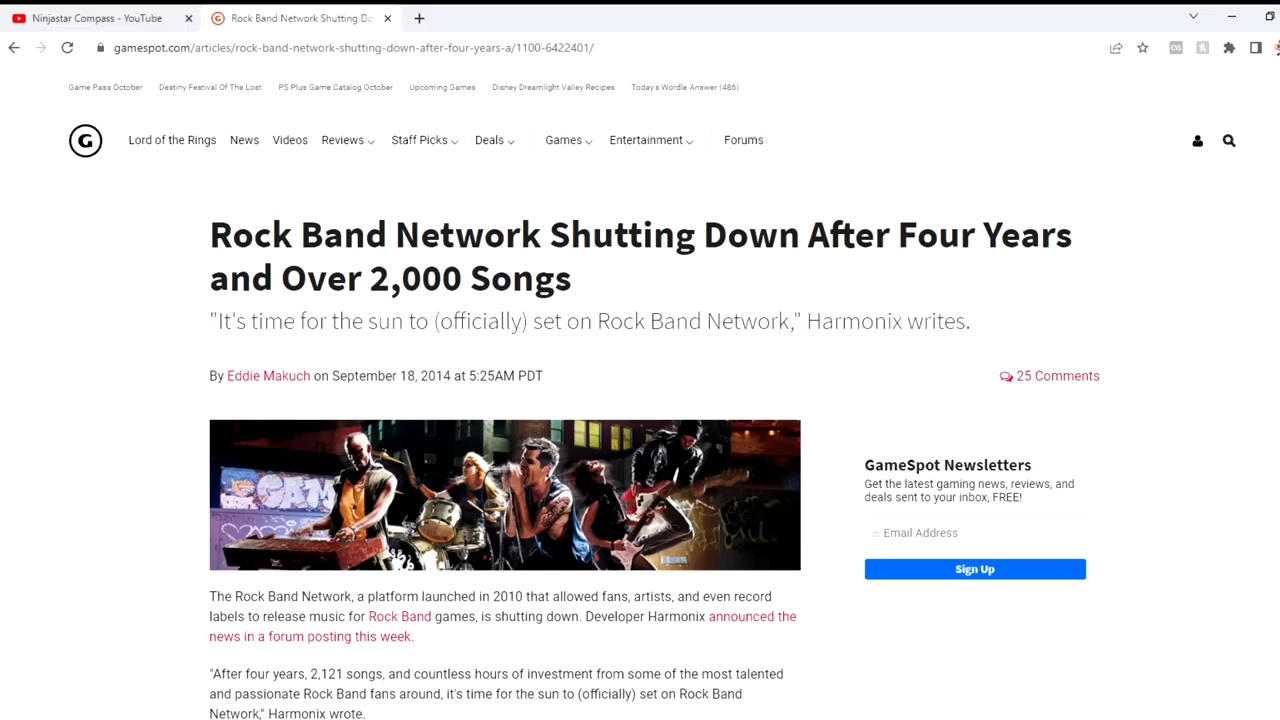 Ninjastar Compass - YouTube
Rock Band Network Shutting Do
gamespot.com/articles/rock-band-network-shutting-down-after-four-years-a/1100-6422401/
Game Pass October Destiny Festival Of The Lost PS Plus Game Catalog October Upcoming Games Disney Dreamlight Valley Recipes Today's Wordle Answer (486)
G Lord of the Rings News Videos Reviews Staff Picks Deals Games Entertainment Forums
Rock Band Network Shutting Down After Four Years
and Over 2,000 Songs
"It's time for the sun to (officially) set on Rock Band Network," Harmonix writes.
By Eddie Makuch on September 18, 2014 at 5:25AM PDT
25 Comments
GameSpot Newsletters
Get the latest gaming news, reviews, and
deals sent to your inbox, FREE!
Email Address
Sign Up
The Rock Band Network, a platform launched in 2010 that allowed fans, artists, and even record
labels to release music for Rock Band games, is shutting down. Developer Harmonix announced the
news in a forum posting this week.
"After four years, 2,121 songs, and countless hours of investment from some of the most talented
and passionate Rock Band fans around, it's time for the sun to (officially) set on Rock Band
Network," Harmonix wrote.